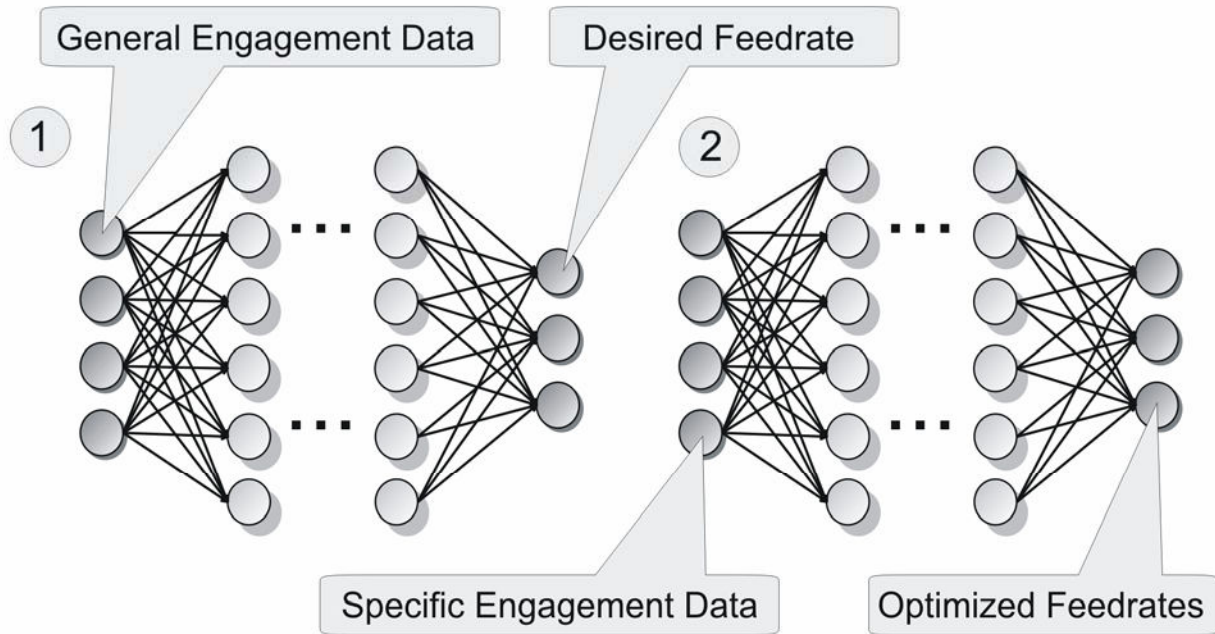 General Engagement Data
Desired Feedrate
1
2
Specific Engagement Data
Optimized Feedrates